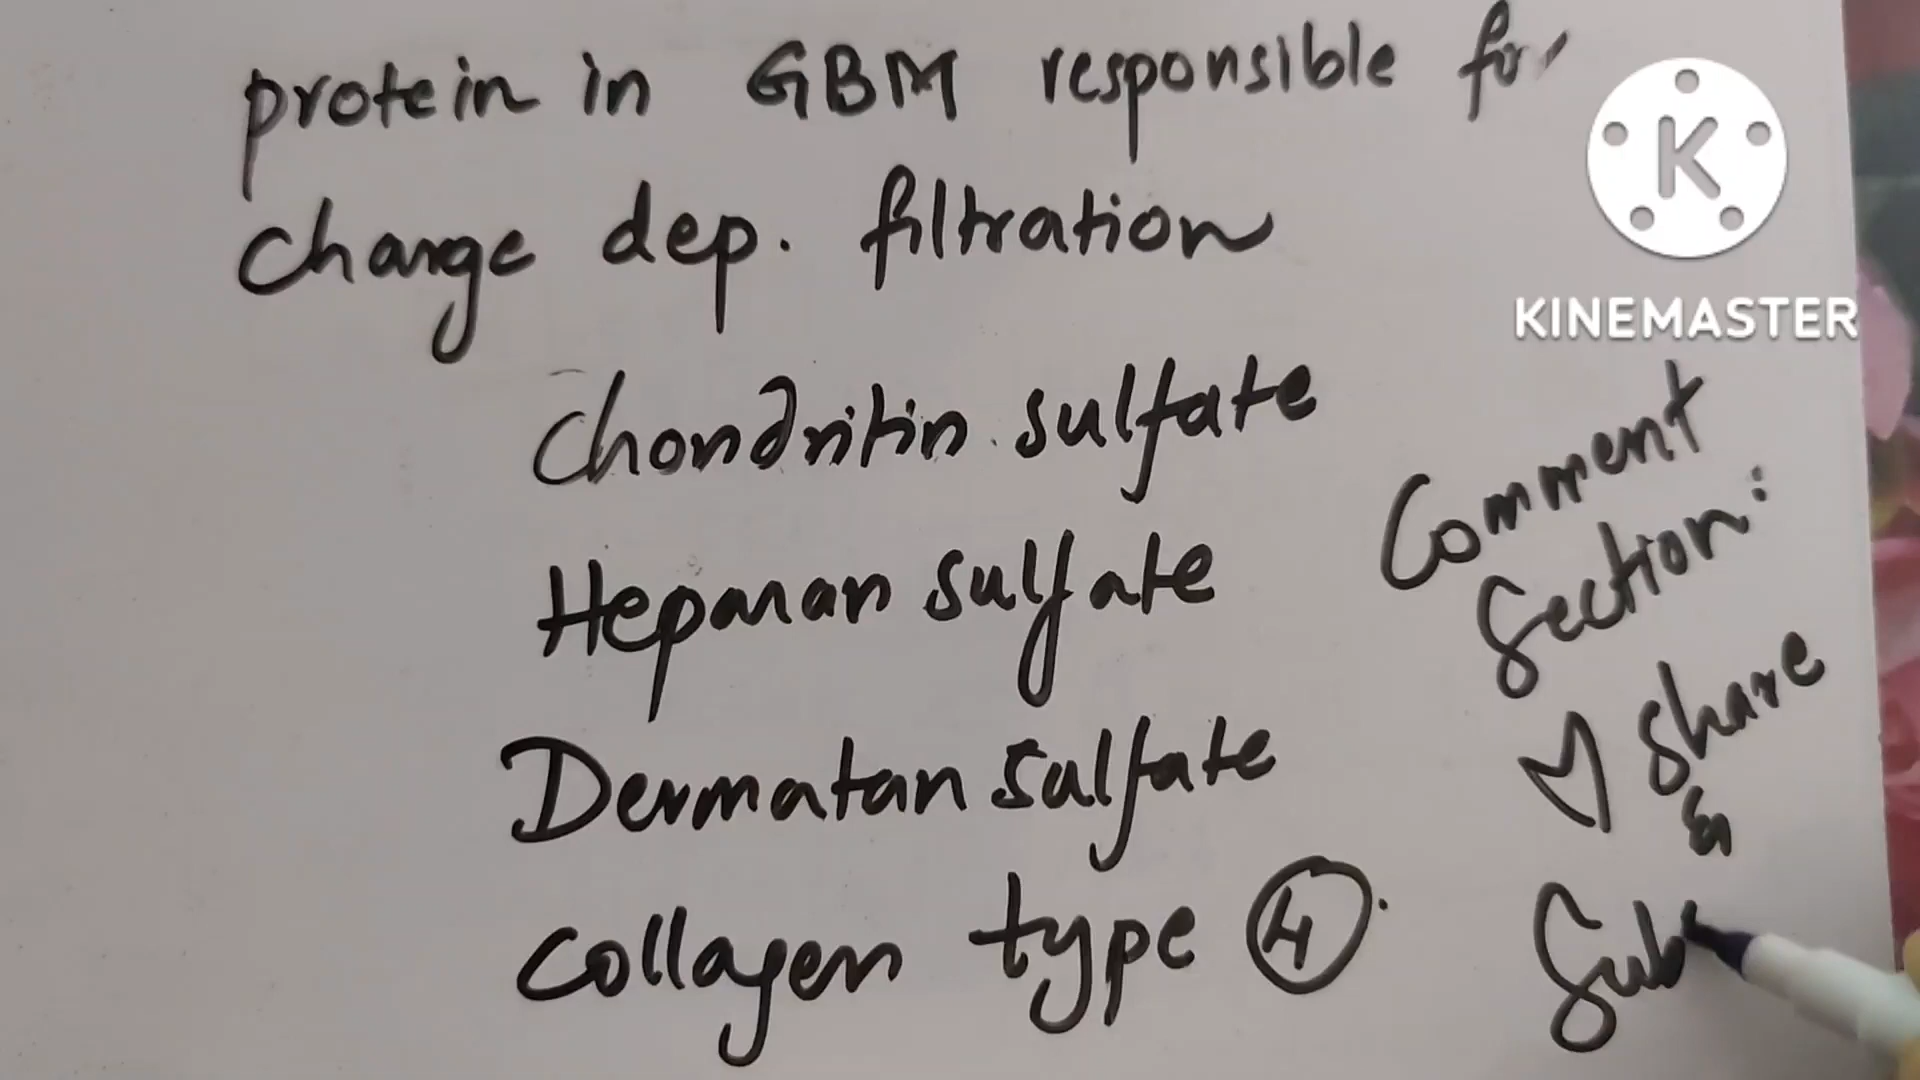 protein in GBM responsible for
Charge dep. filtration
Chondritin sulfate
Heparan sulfate
Dermatan sulfate
Collagen type 4
K
KINEMASTER
Comment
Section:
Share
&
Sub